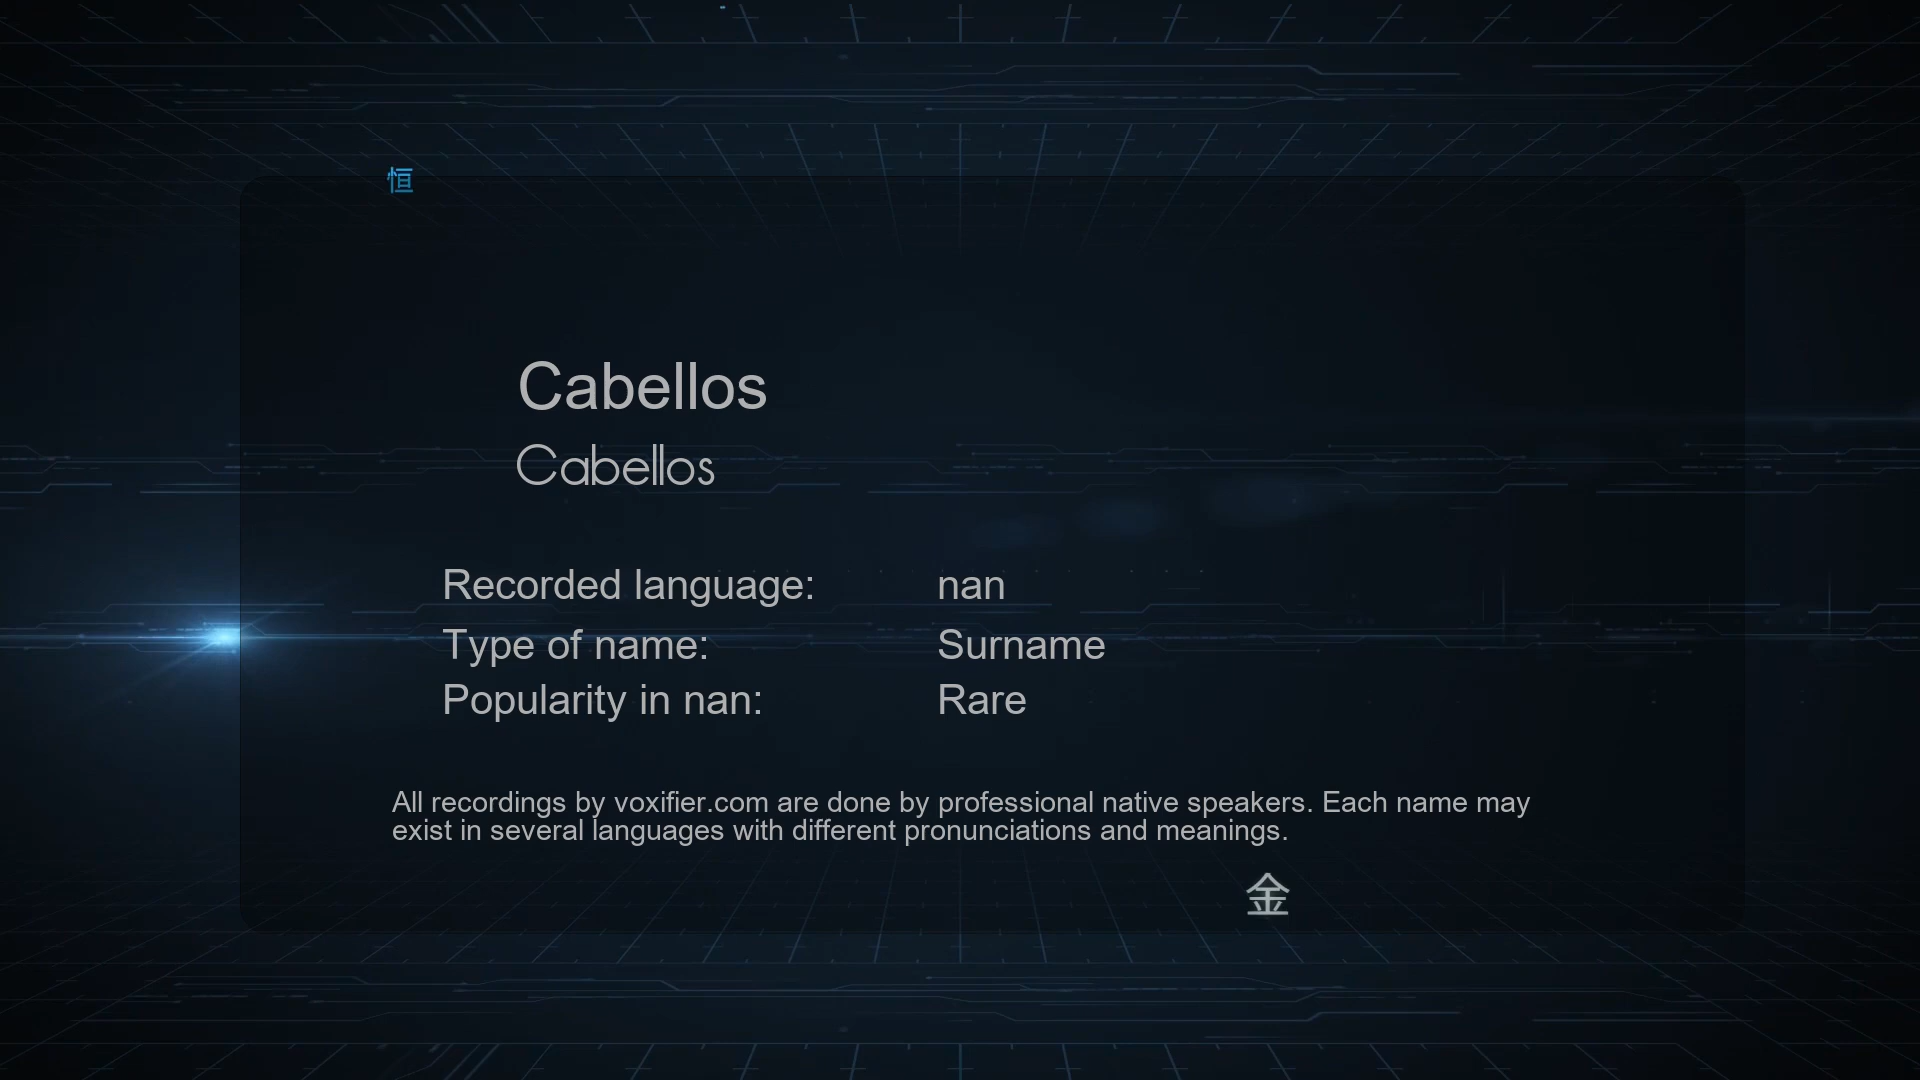 恒
Cabellos
Cabellos
Recorded language: nan
Type of name: Surname
Popularity in nan: Rare
All recordings by voxifier.com are done by professional native speakers. Each name may
exist in several languages with different pronunciations and meanings.
金